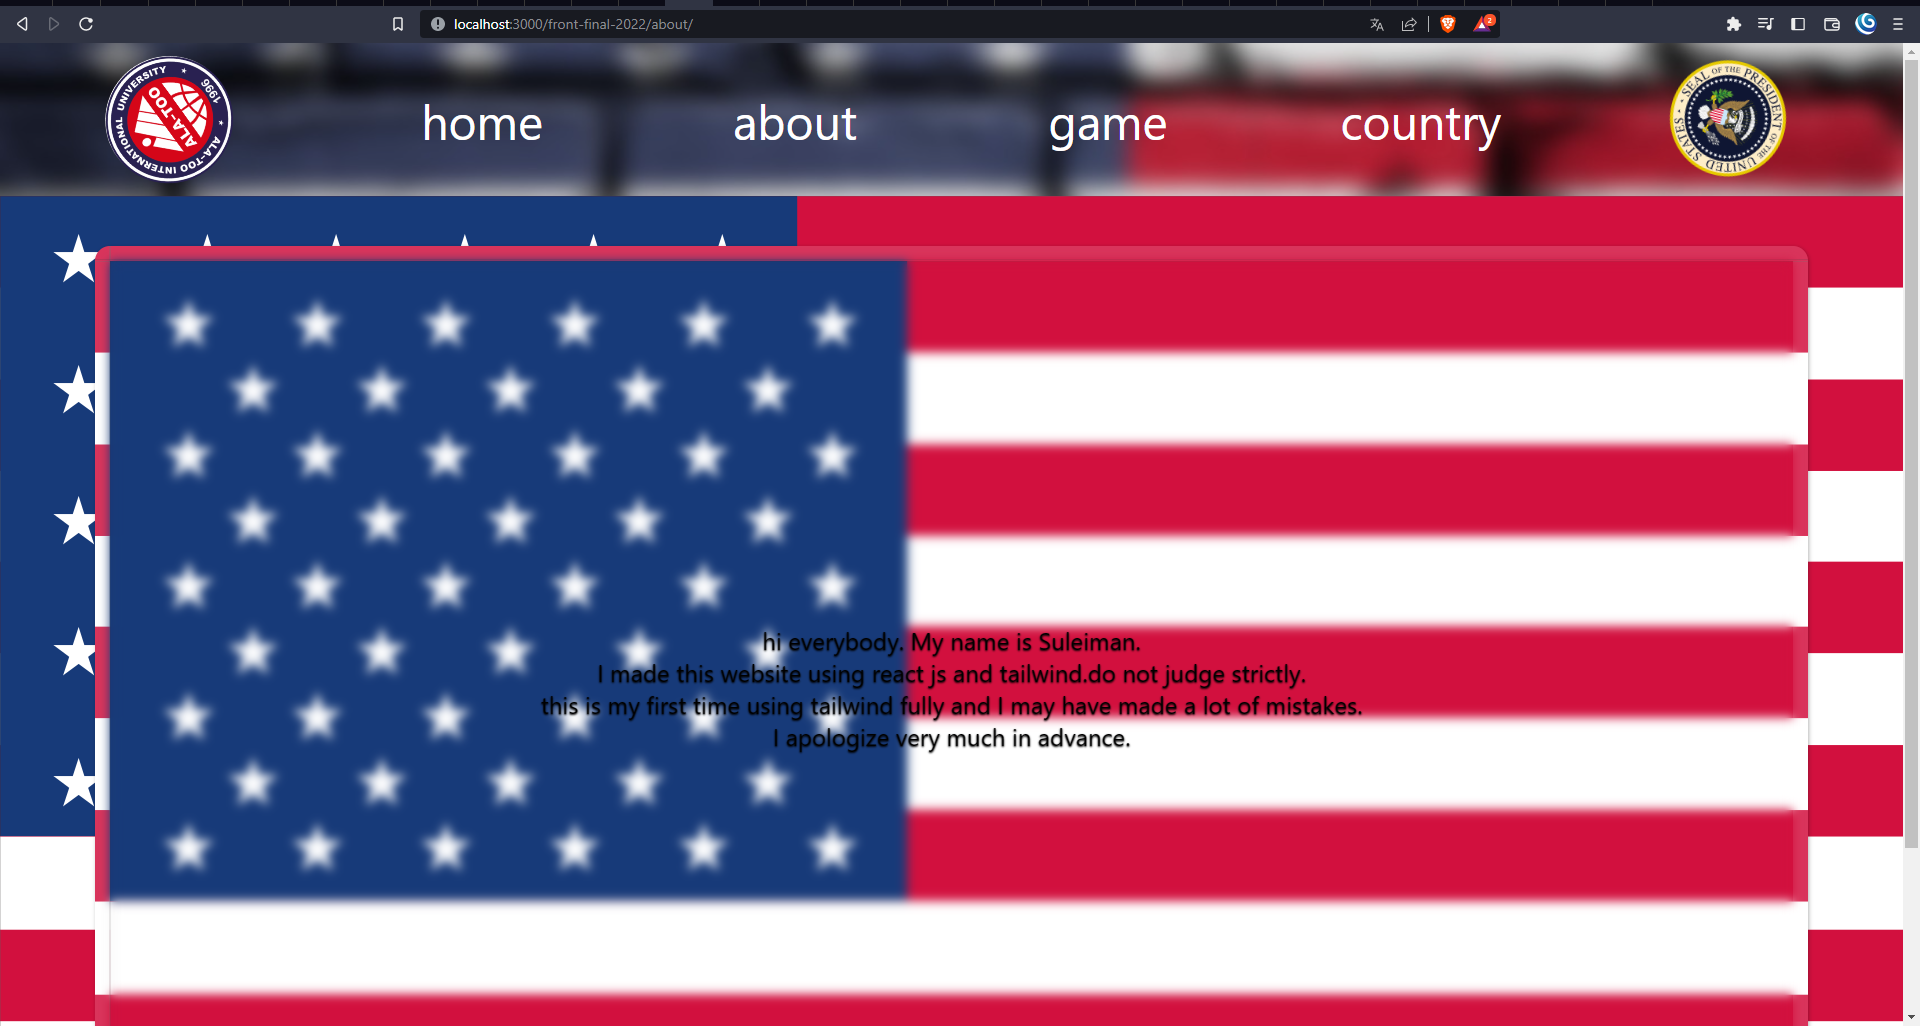 localhost:3000/front-final-2022/about/
2
ALA-TOO INTERNATIONAL UNIVERSITY
1996
ALA-TOO
home
about
game
country
SEAL OF THE PRESIDENT OF THE UNITED STATES
hi everybody. My name is Suleiman.
I made this website using react js and tailwind.do not judge strictly.
this is my first time using tailwind fully and I may have made a lot of mistakes.
I apologize very much in advance.